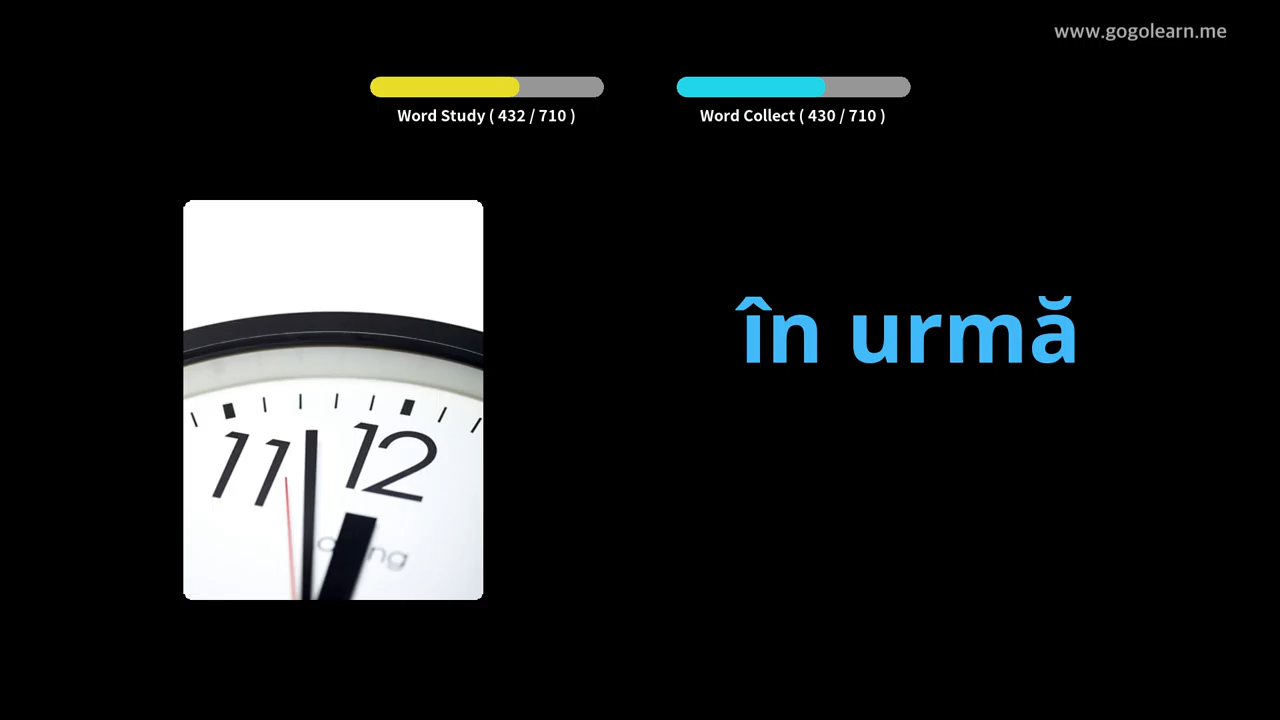 www.gogolearn.me
Word Study ( 432 / 710 )
Word Collect ( 430 / 710 )
în urmă
11
12